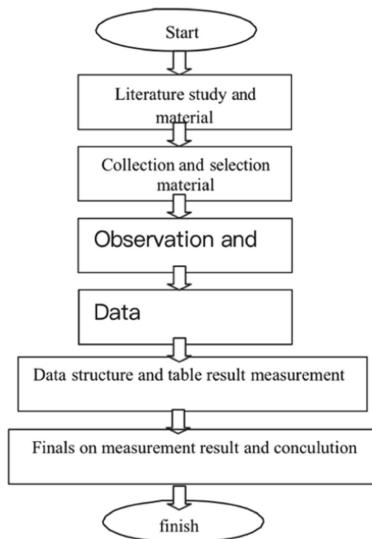 Start
Literature study and
material
Collection and selection
material
Observation and
Data
Data structure and table result measurement
Finals on measurement result and conculution
finish